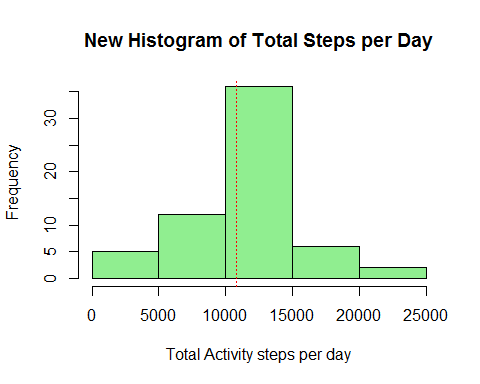 New Histogram of Total Steps per Day
Frequency
30
20
10
5
0
0 5000 10000 15000 20000 25000
Total Activity steps per day